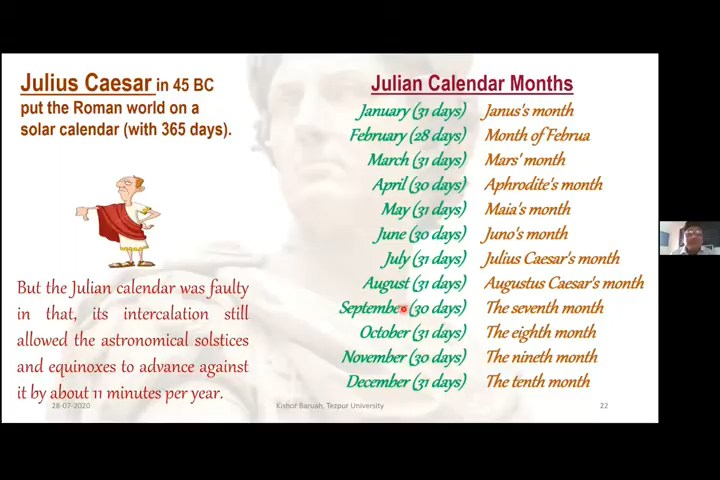 Julius Caesar in 45 BC
put the Roman world on a
solar calendar (with 365 days).
But the Julian calendar was faulty
in that, its intercalation still
allowed the astronomical solstices
and equinoxes to advance against
it by about 11 minutes per year.
Julian Calendar Months
January (31 days) Janus's month
February (28 days) Month of Februa
March (31 days) Mars' month
April (30 days) Aphrodite's month
May (31 days) Maia's month
June (30 days) Juno's month
July (31 days) Julius Caesar's month
August (31 days) Augustus Caesar's month
September (30 days) The seventh month
October (31 days) The eighth month
November (30 days) The nineth month
December (31 days) The tenth month
28-07-2020 Kishor Baruah, Tezpur University 22